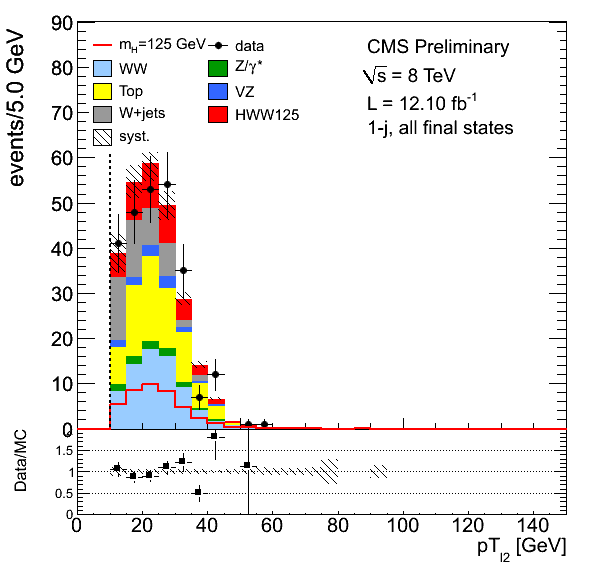 events/5.0 GeV
90
80
70
60
50
40
30
20
10
0
m_H=125 GeV
data
WW
Z/γ*
Top
VZ
W+jets
HWW125
syst.
CMS Preliminary
√s = 8 TeV
L = 12.10 fb⁻¹
1-j, all final states
Data/MC
2
1.5
1
0.5
0
0 20 40 60 80 100 120 140
pT_l2 [GeV]